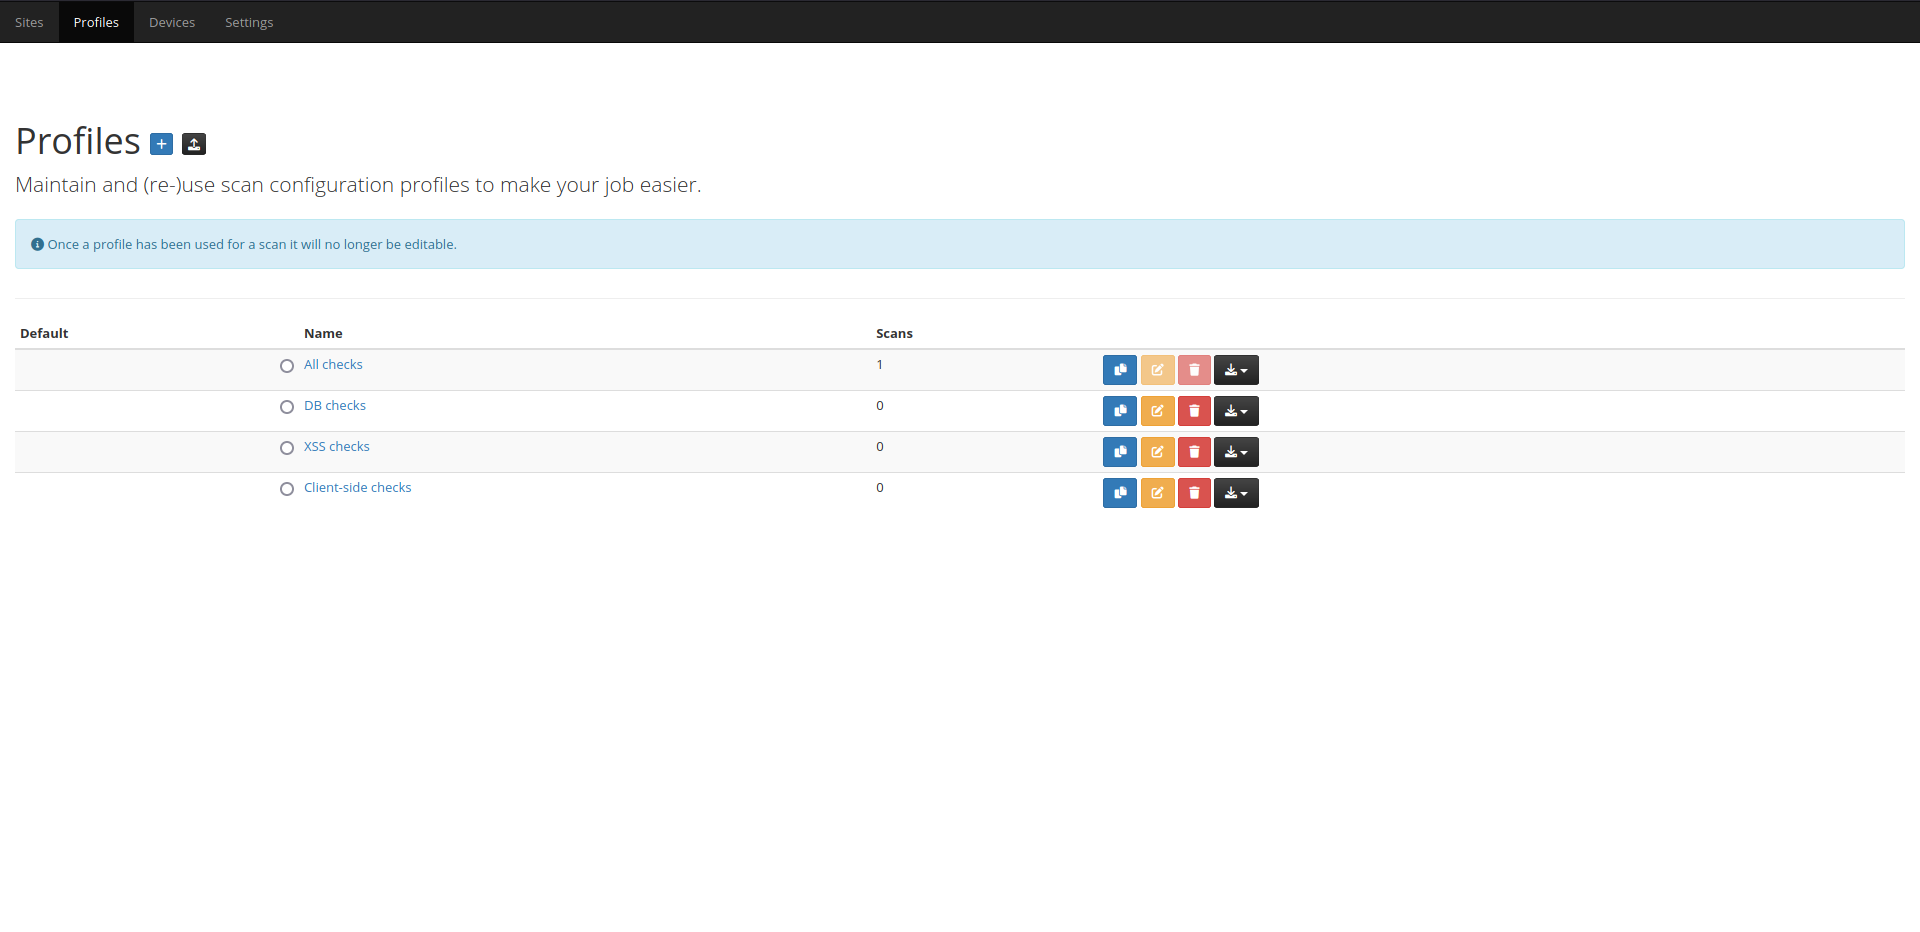 Sites Profiles Devices Settings
Profiles
Maintain and (re-)use scan configuration profiles to make your job easier.
Once a profile has been used for a scan it will no longer be editable.
Default Name Scans
All checks 1
DB checks 0
XSS checks 0
Client-side checks 0